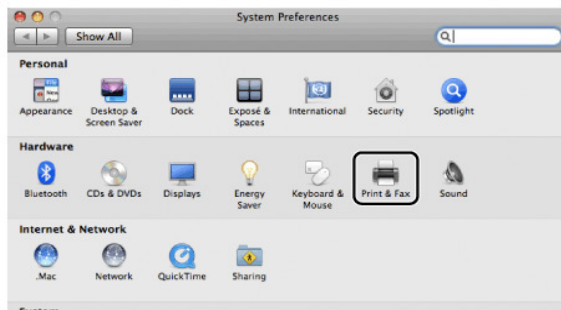 System Preferences
Show All
Personal
Appearance
Desktop &
Screen Saver
Dock
Exposé &
Spaces
International
Security
Spotlight
Hardware
Bluetooth
CDs & DVDs
Displays
Energy
Saver
Keyboard &
Mouse
Print & Fax
Sound
Internet & Network
.Mac
Network
QuickTime
Sharing